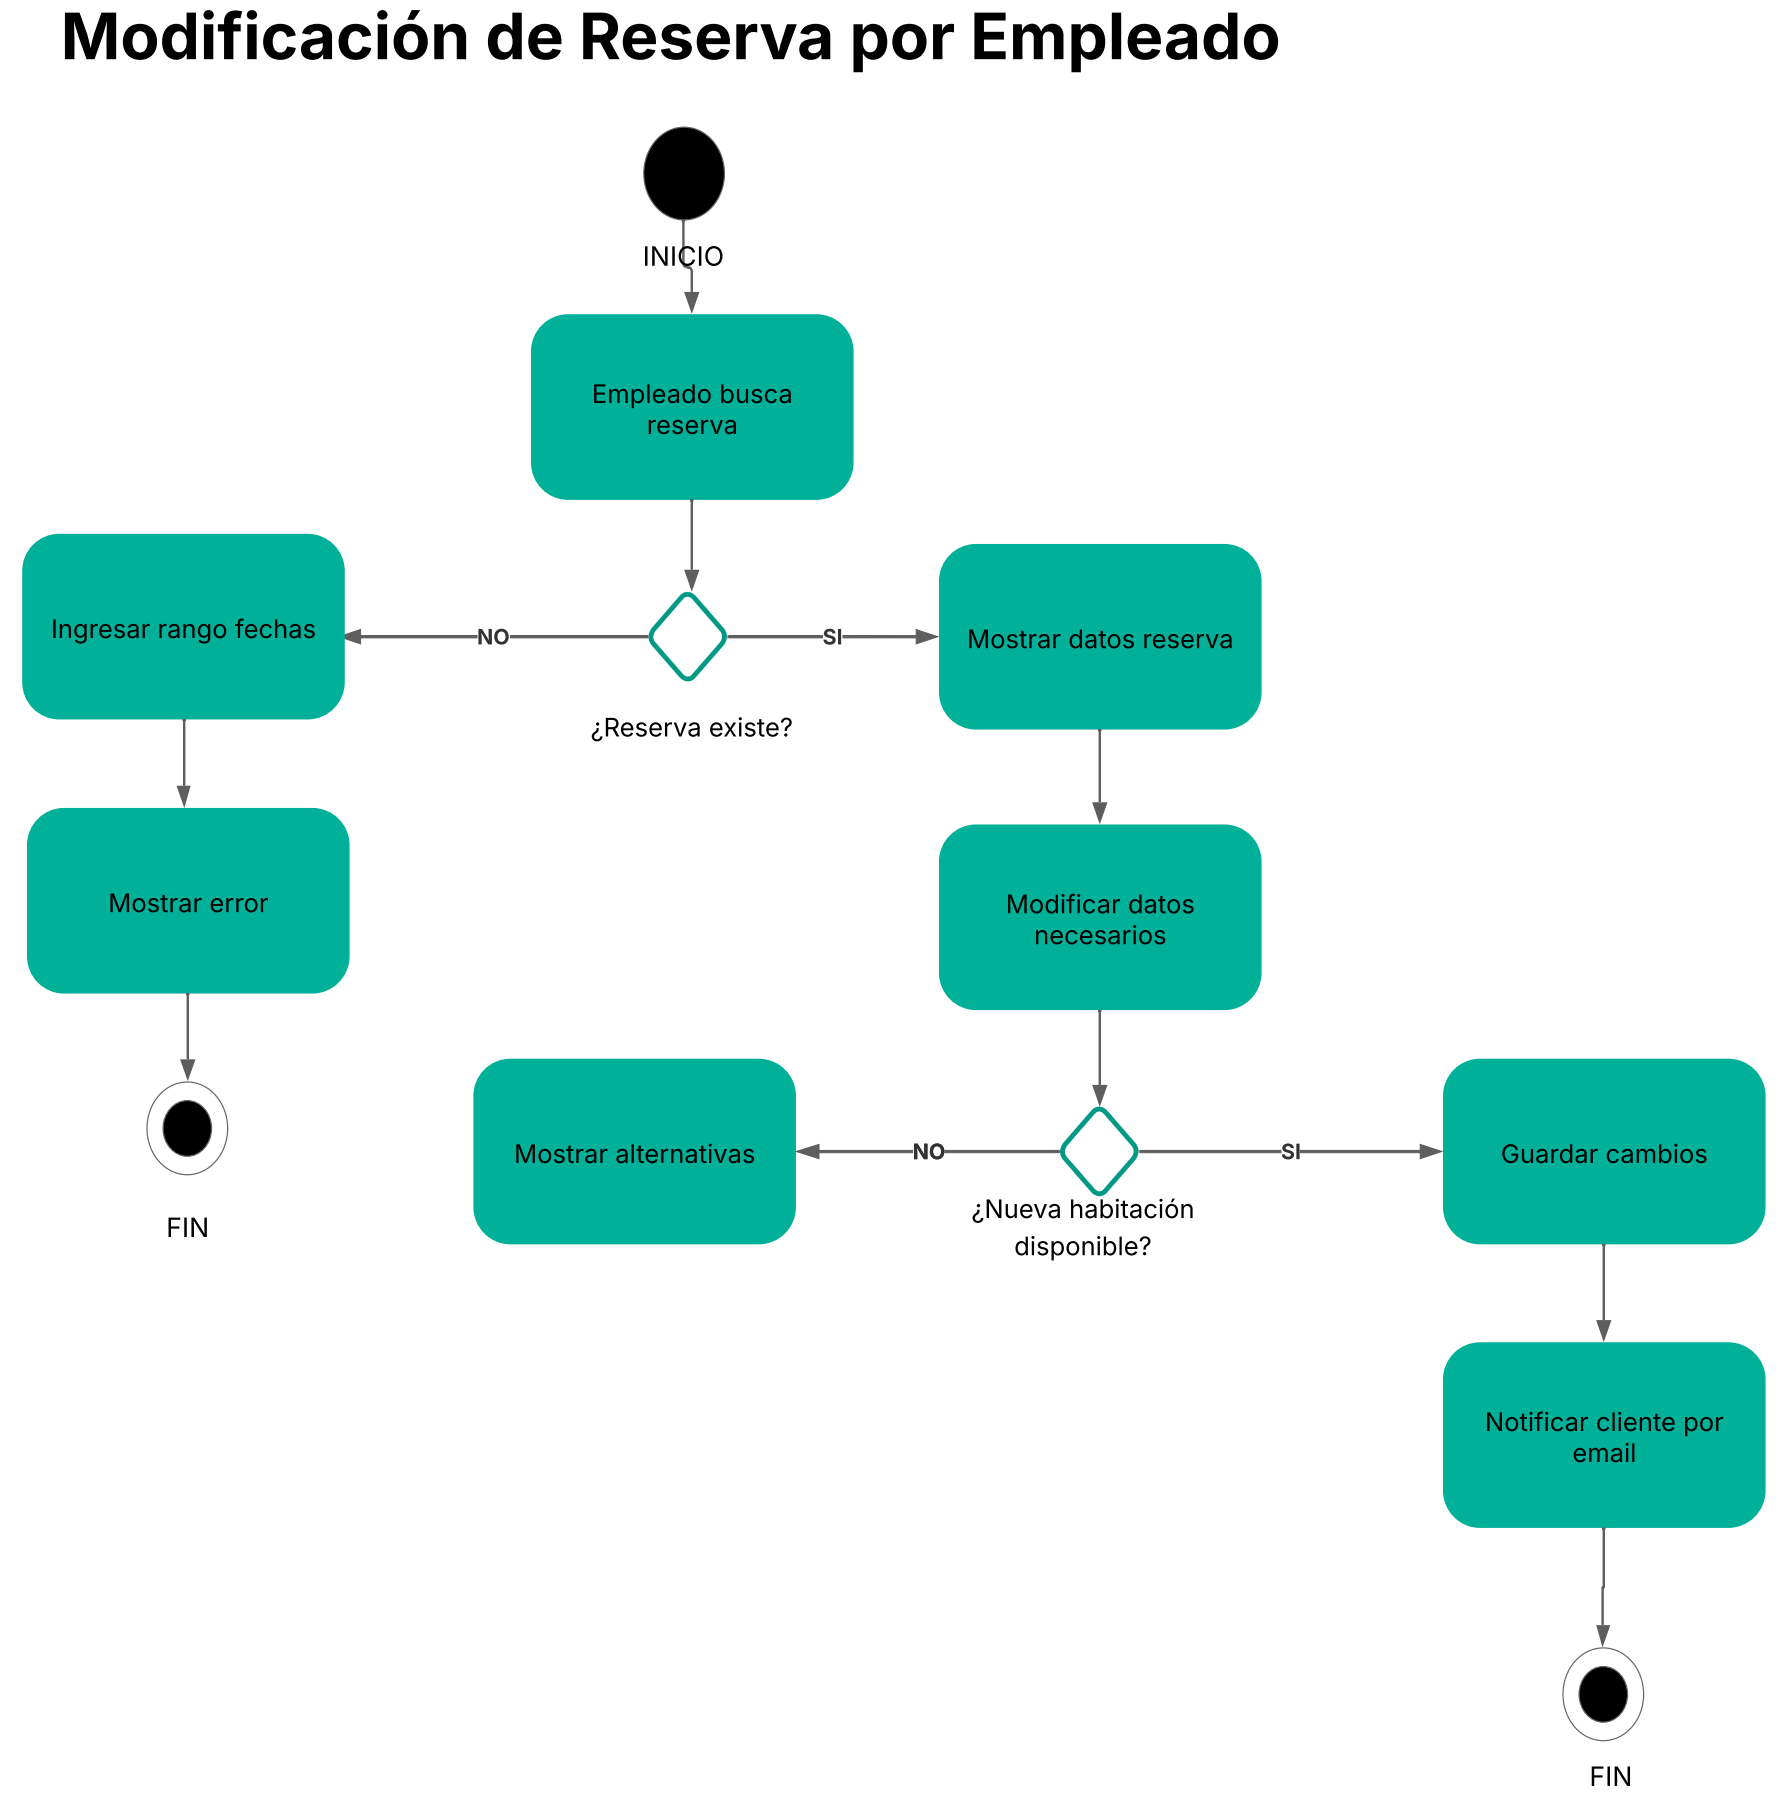 Modificación de Reserva por Empleado
INICIO
Empleado busca
reserva
Ingresar rango fechas
NO
SI
Mostrar datos reserva
¿Reserva existe?
Mostrar error
Modificar datos
necesarios
FIN
Mostrar alternativas
NO
SI
Guardar cambios
¿Nueva habitación
disponible?
Notificar cliente por
email
FIN